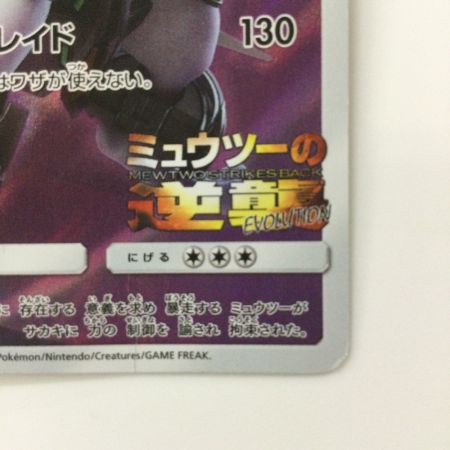 レイド 130
はワザが使えない。
ミュウツーの
MEWTWO STRIKES BACK
逆襲
EVOLUTION
にげる
に 存在する 意義を求め 暴走する ミュウツーが
サカキに 力の 制御を 諭され 拘束された。
Pokémon/Nintendo/Creatures/GAME FREAK.